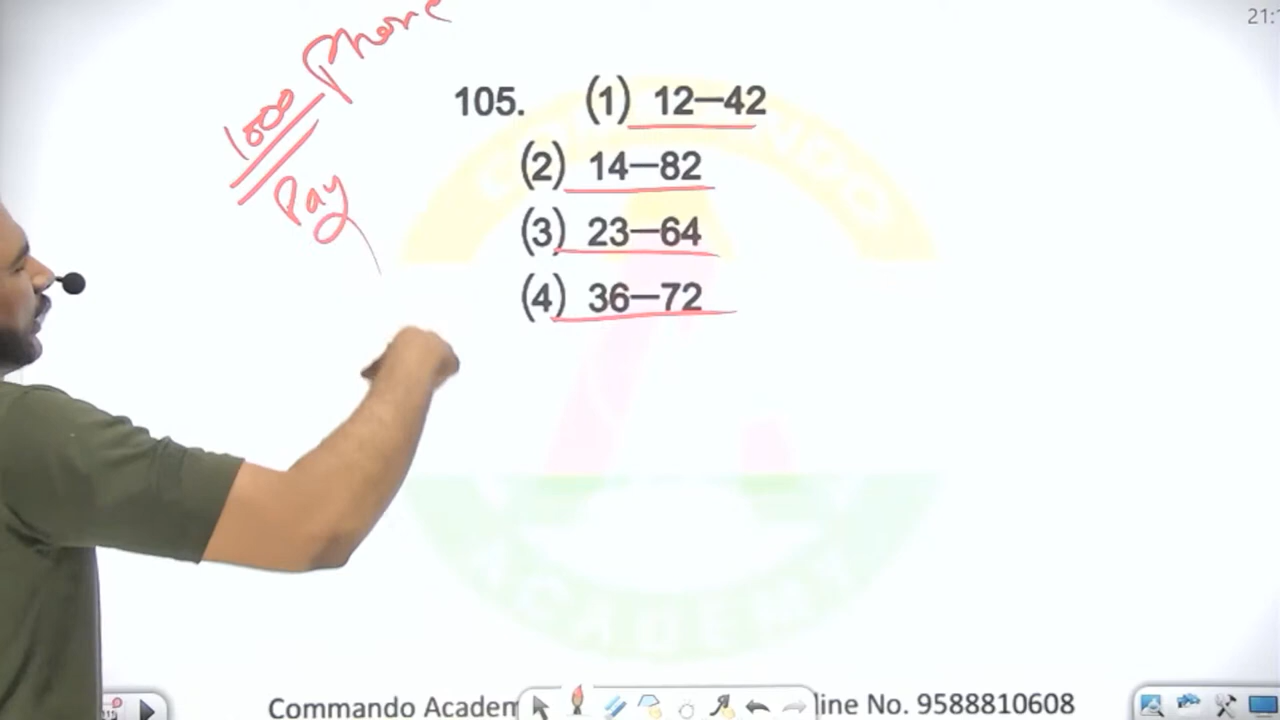 21:
1000 Phone
Pay
105. (1) 12–42
(2) 14–82
(3) 23–64
(4) 36–72
ACADEMY
Commando Academ
line No. 9588810608